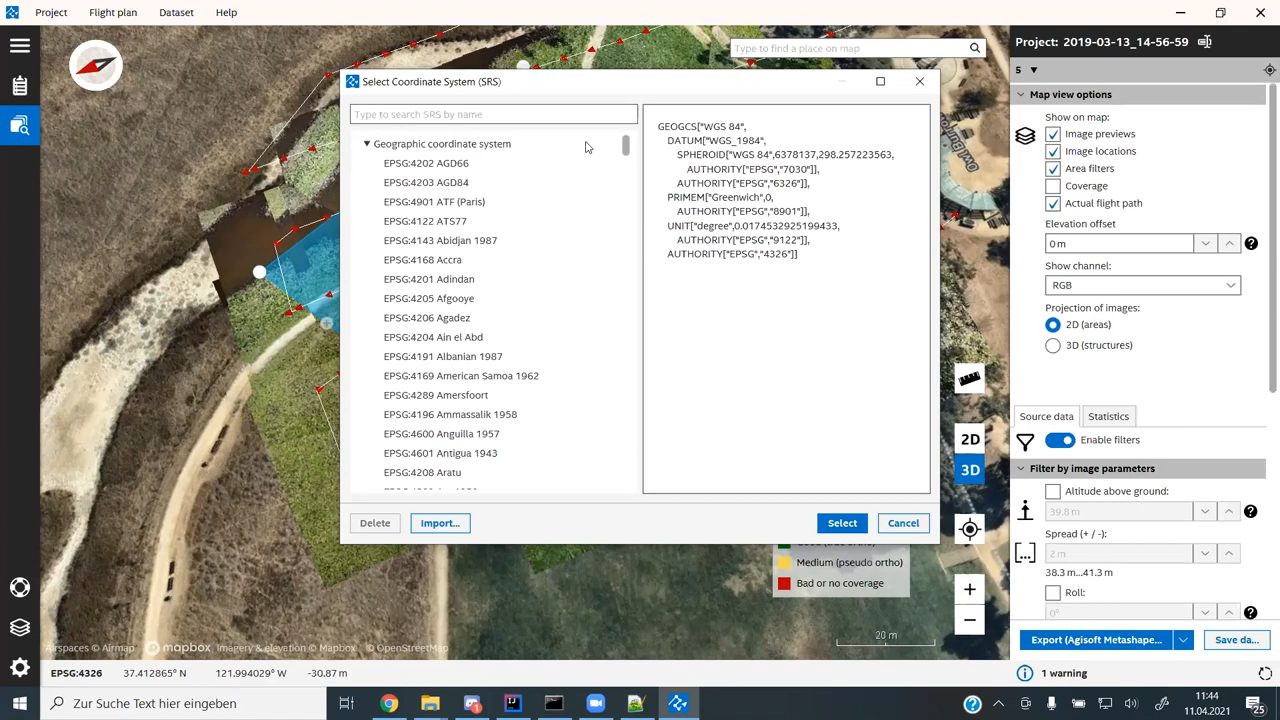 Project Flight plan Dataset Help
Type to find a place on map
Project: 2019-03-13_14-56-59
5
Select Coordinate System (SRS)
Type to search SRS by name
Geographic coordinate system
EPSG:4202 AGD66
EPSG:4203 AGD84
EPSG:4901 ATF (Paris)
EPSG:4122 ATS77
EPSG:4143 Abidjan 1987
EPSG:4168 Accra
EPSG:4201 Adindan
EPSG:4205 Afgooye
EPSG:4206 Agadez
EPSG:4204 Ain el Abd
EPSG:4191 Albanian 1987
EPSG:4169 American Samoa 1962
EPSG:4289 Amersfoort
EPSG:4196 Ammassalik 1958
EPSG:4600 Anguilla 1957
EPSG:4601 Antigua 1943
EPSG:4208 Aratu
GEOGCS["WGS 84",
DATUM["WGS_1984",
SPHEROID["WGS 84",6378137,298.257223563,
AUTHORITY["EPSG","7030"]],
AUTHORITY["EPSG","6326"]],
PRIMEM["Greenwich",0,
AUTHORITY["EPSG","8901"]],
UNIT["degree",0.0174532925199433,
AUTHORITY["EPSG","9122"]],
AUTHORITY["EPSG","4326"]]
Delete Import... Select Cancel
Medium (pseudo ortho)
Bad or no coverage
2D
3D
20 m
Map view options
Show on map:
Image previews
Image locations
Area filters
Coverage
Actual flight path
Elevation offset
0 m
Show channel:
RGB
Projection of images:
2D (areas)
3D (structures)
Source data Statistics
Enable filters
Filter by image parameters
Altitude above ground:
39.8 m
Spread (+ / -):
2 m
38.3 m...41.3 m
Roll:
0°
Export (Agisoft Metashape... Save da...
Airspaces © Airmap mapbox Imagery & elevation © Mapbox © OpenStreetMap
EPSG:4326 37.412865° N 121.994029° W -30.87 m
1 warning
Zur Suche Text hier eingeben
11:44
11.04.2021
25